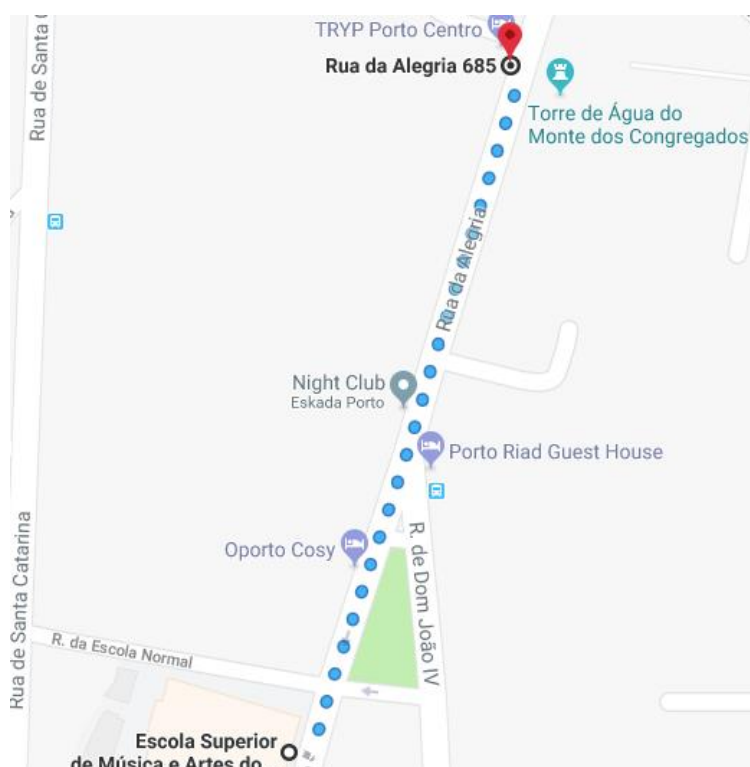 TRYP Porto Centro
Rua da Alegria 685
Rua de Santa
Torre de Água do
Monte dos Congregados
Rua da Alegria
Night Club
Eskada Porto
Porto Riad Guest House
Oporto Cosy
R. de Dom João IV
Rua de Santa Catarina
R. da Escola Normal
Escola Superior
de Música e Artes do